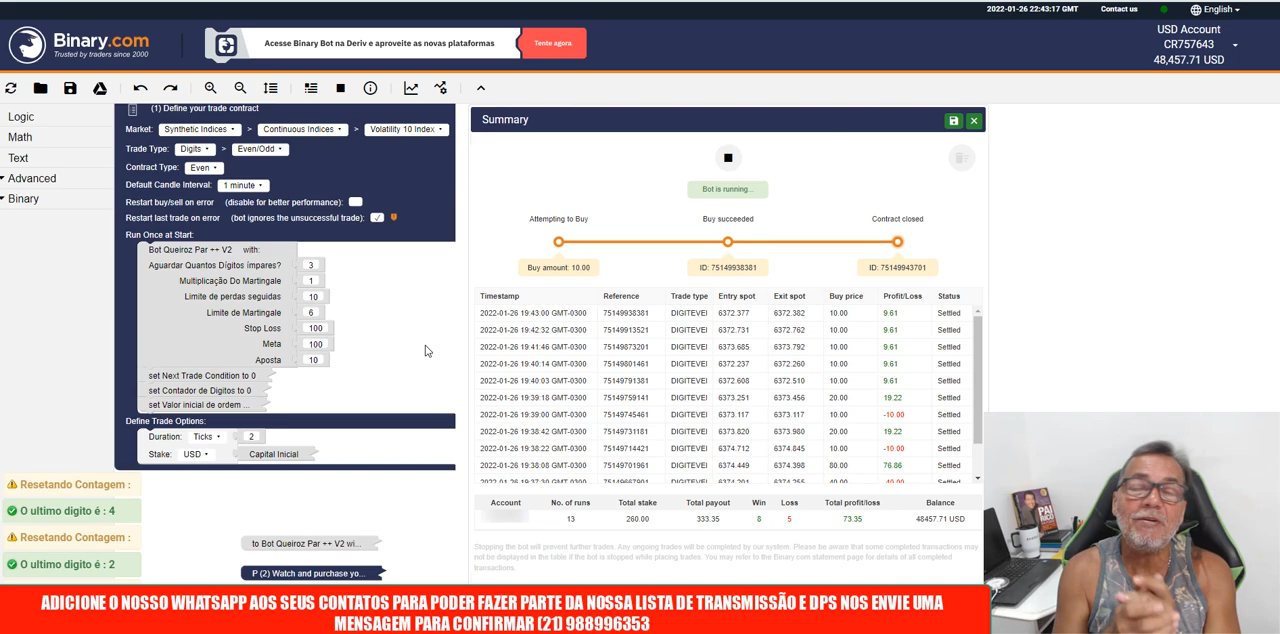 2022-01-26 22:43:17 GMT Contact us English
Binary.com
Trusted by traders since 2000
Acesse Binary Bot na Deriv e aproveite as novas plataformas
Tente agora
USD Account
CR757643
48,457.71 USD
Logic
Math
Text
Advanced
Binary
(1) Define your trade contract
Market: Synthetic Indices > Continuous Indices > Volatility 10 Index
Trade Type: Digits > Even/Odd
Contract Type: Even
Default Candle Interval: 1 minute
Restart buy/sell on error (disable for better performance):
Restart last trade on error (bot ignores the unsuccessful trade):
Run Once at Start:
Bot Queiroz Par ++ V2 with:
Aguardar Quantos Dígitos ímpares? 3
Multiplicação Do Martingale 1
Limite de perdas seguidas 10
Limite de Martingale 6
Stop Loss 100
Meta 100
Aposta 10
set Next Trade Condition to 0
set Contador de Digitos to 0
set Valor inicial de ordem ...
Define Trade Options:
Duration: Ticks 2
Stake: USD Capital Inicial
Resetando Contagem :
O ultimo digito é : 4
Resetando Contagem :
O ultimo digito é : 2
to Bot Queiroz Par ++ V2 wi...
P (2) Watch and purchase yo...
Summary
Bot is running...
Attempting to Buy Buy succeeded Contract closed
Buy amount: 10.00 ID: 75149938381 ID: 75149943701
Timestamp Reference Trade type Entry spot Exit spot Buy price Profit/Loss Status
2022-01-26 19:43:00 GMT-0300 75149938381 DIGITEVEI 6372.377 6372.382 10.00 9.61 Settled
2022-01-26 19:42:32 GMT-0300 75149913521 DIGITEVEI 6372.731 6372.762 10.00 9.61 Settled
2022-01-26 19:41:46 GMT-0300 75149873201 DIGITEVEI 6373.685 6373.792 10.00 9.61 Settled
2022-01-26 19:40:14 GMT-0300 75149801461 DIGITEVEI 6372.237 6372.260 10.00 9.61 Settled
2022-01-26 19:40:03 GMT-0300 75149791381 DIGITEVEI 6372.608 6372.510 10.00 9.61 Settled
2022-01-26 19:39:18 GMT-0300 75149759141 DIGITEVEI 6373.251 6373.456 20.00 19.22 Settled
2022-01-26 19:39:00 GMT-0300 75149745461 DIGITEVEI 6373.117 6373.117 10.00 -10.00 Settled
2022-01-26 19:38:42 GMT-0300 75149731181 DIGITEVEI 6373.820 6373.980 20.00 19.22 Settled
2022-01-26 19:38:22 GMT-0300 75149714421 DIGITEVEI 6374.712 6374.845 10.00 -10.00 Settled
2022-01-26 19:38:08 GMT-0300 75149701961 DIGITEVEI 6374.449 6374.398 80.00 76.86 Settled
2022-01-26 19:37:30 GMT-0300 75149667901 DIGITEVEI 6374.201 6374.255 40.00 -40.00 Settled
Account No. of runs Total stake Total payout Win Loss Total profit/loss Balance
13 260.00 333.35 8 5 73.35 48457.71 USD
Stopping the bot will prevent further trades. Any ongoing trades will be completed by our system. Please be aware that some completed transactions may
not be displayed in the table if the bot is stopped while placing trades. You may refer to the Binary.com statement page for details of all completed
transactions.
PAI
RICO
ADICIONE O NOSSO WHATSAPP AOS SEUS CONTATOS PARA PODER FAZER PARTE DA NOSSA LISTA DE TRANSMISSÃO E DPS NOS ENVIE UMA
MENSAGEM PARA CONFIRMAR (21) 988996353